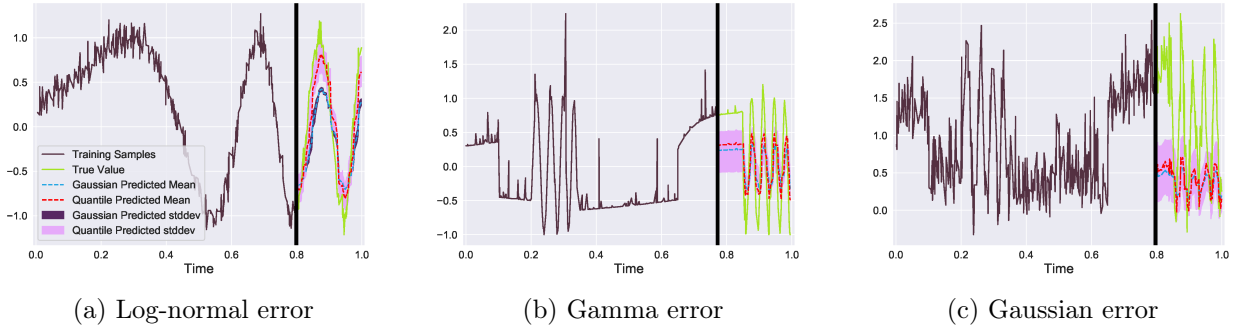 1.0
0.5
0.0
−0.5
−1.0
Training Samples
True Value
Gaussian Predicted Mean
Quantile Predicted Mean
Gaussian Predicted stddev
Quantile Predicted stddev
0.0 0.2 0.4 0.6 0.8 1.0
Time
(a) Log-normal error
2.0
1.5
1.0
0.5
0.0
−0.5
−1.0
0.0 0.2 0.4 0.6 0.8 1.0
Time
(b) Gamma error
2.5
2.0
1.5
1.0
0.5
0.0
0.0 0.2 0.4 0.6 0.8 1.0
Time
(c) Gaussian error